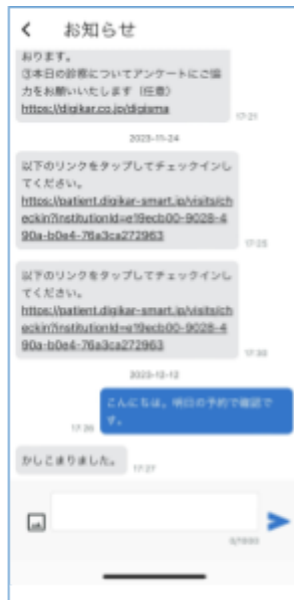 お知らせ
おります。
③本日の診察についてアンケートにご協
力をお願いいたします（任意）
https://digikar.co.jp/digisma
17:21
2023-11-24
以下のリンクをタップしてチェックインし
てください。
https://patient.digikar-smart.jp/visits/ch
eckin?institutionId=e19ecb00-9028-4
90a-b0e4-76a3ca272963
17:25
以下のリンクをタップしてチェックインし
てください。
https://patient.digikar-smart.jp/visits/ch
eckin?institutionId=e19ecb00-9028-4
90a-b0e4-76a3ca272963
17:30
2023-12-12
こんにちは。明日の予約で確認で
す。
17:26
かしこまりました。
17:27
0/1000